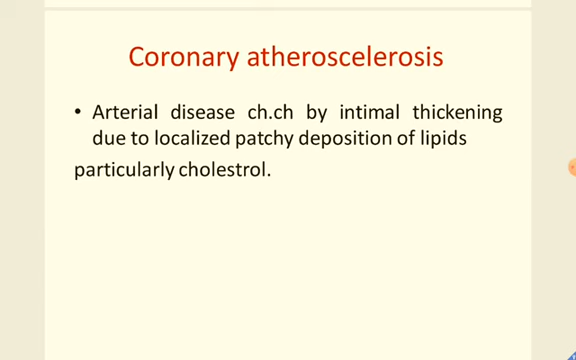 Coronary atheroscelerosis
• Arterial disease ch.ch by intimal thickening
due to localized patchy deposition of lipids
particularly cholestrol.